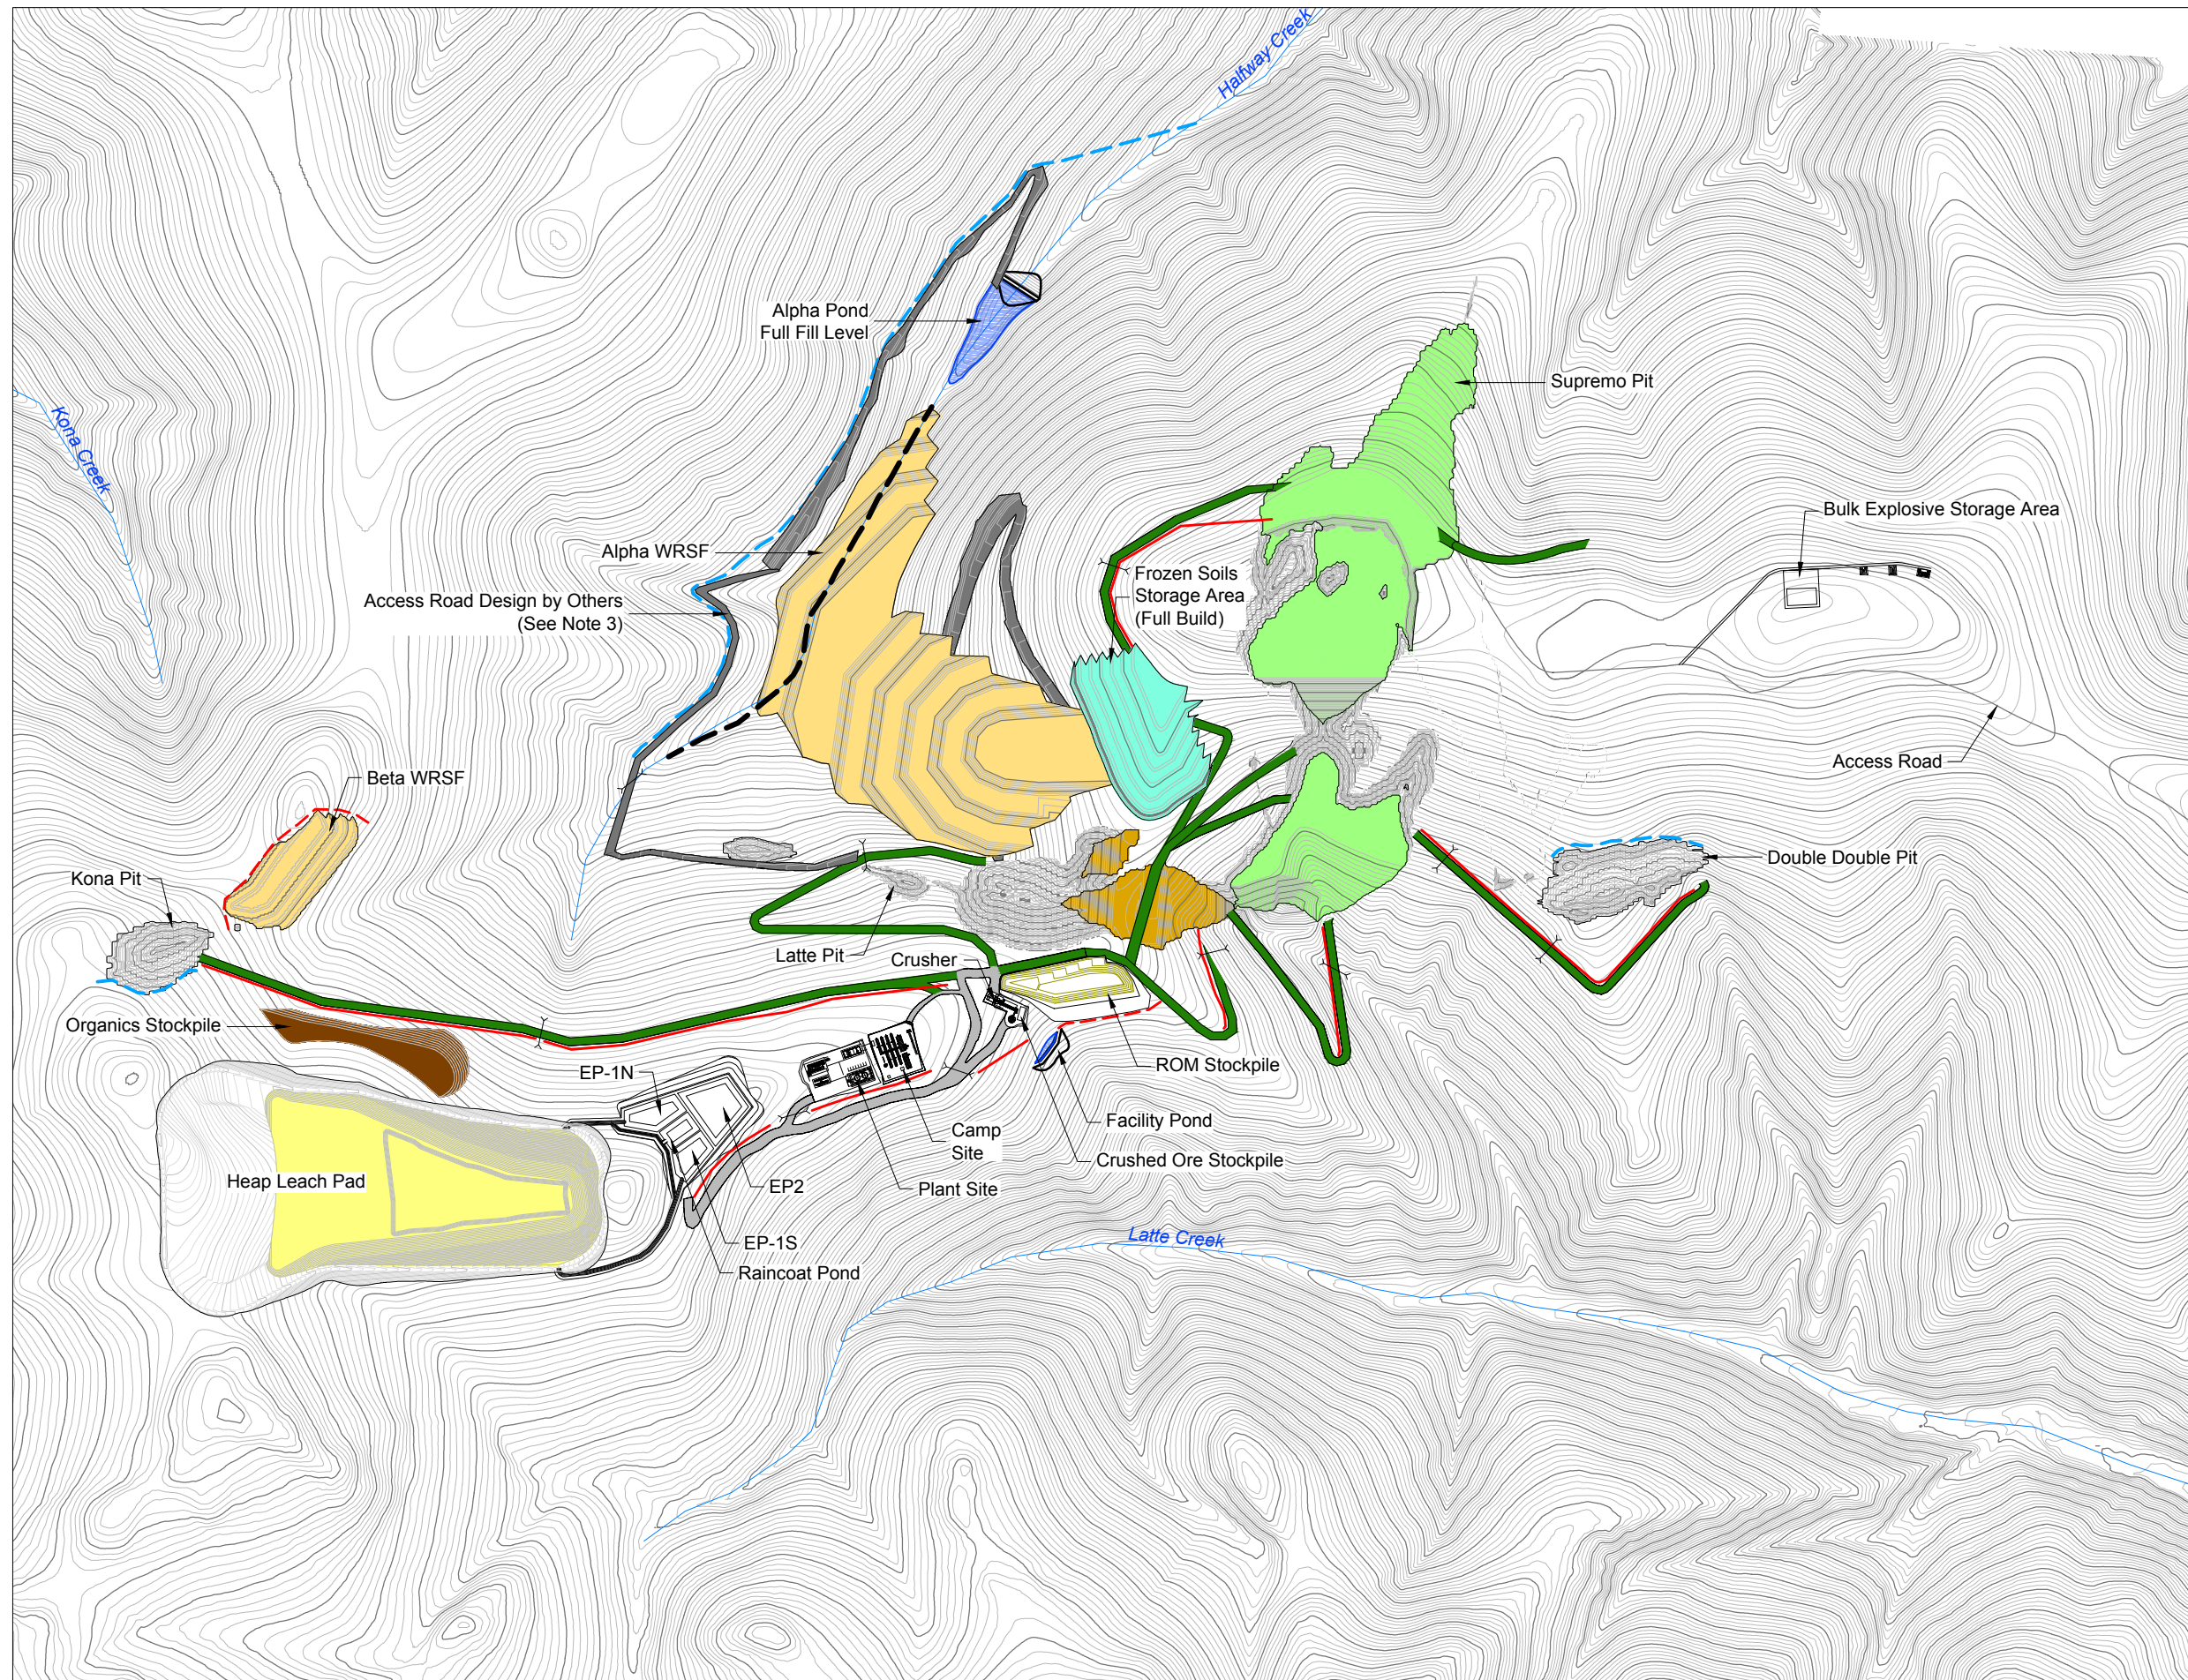 Halfway Creek
Alpha Pond
Full Fill Level
Supremo Pit
Kona Creek
Bulk Explosive Storage Area
Alpha WRSF
Frozen Soils
Storage Area
(Full Build)
Access Road Design by Others
(See Note 3)
Access Road
Beta WRSF
Double Double Pit
Kona Pit
Latte Pit
Crusher
Organics Stockpile
ROM Stockpile
EP-1N
Facility Pond
Camp
Site
Crushed Ore Stockpile
Heap Leach Pad
EP2
Plant Site
EP-1S
Raincoat Pond
Latte Creek